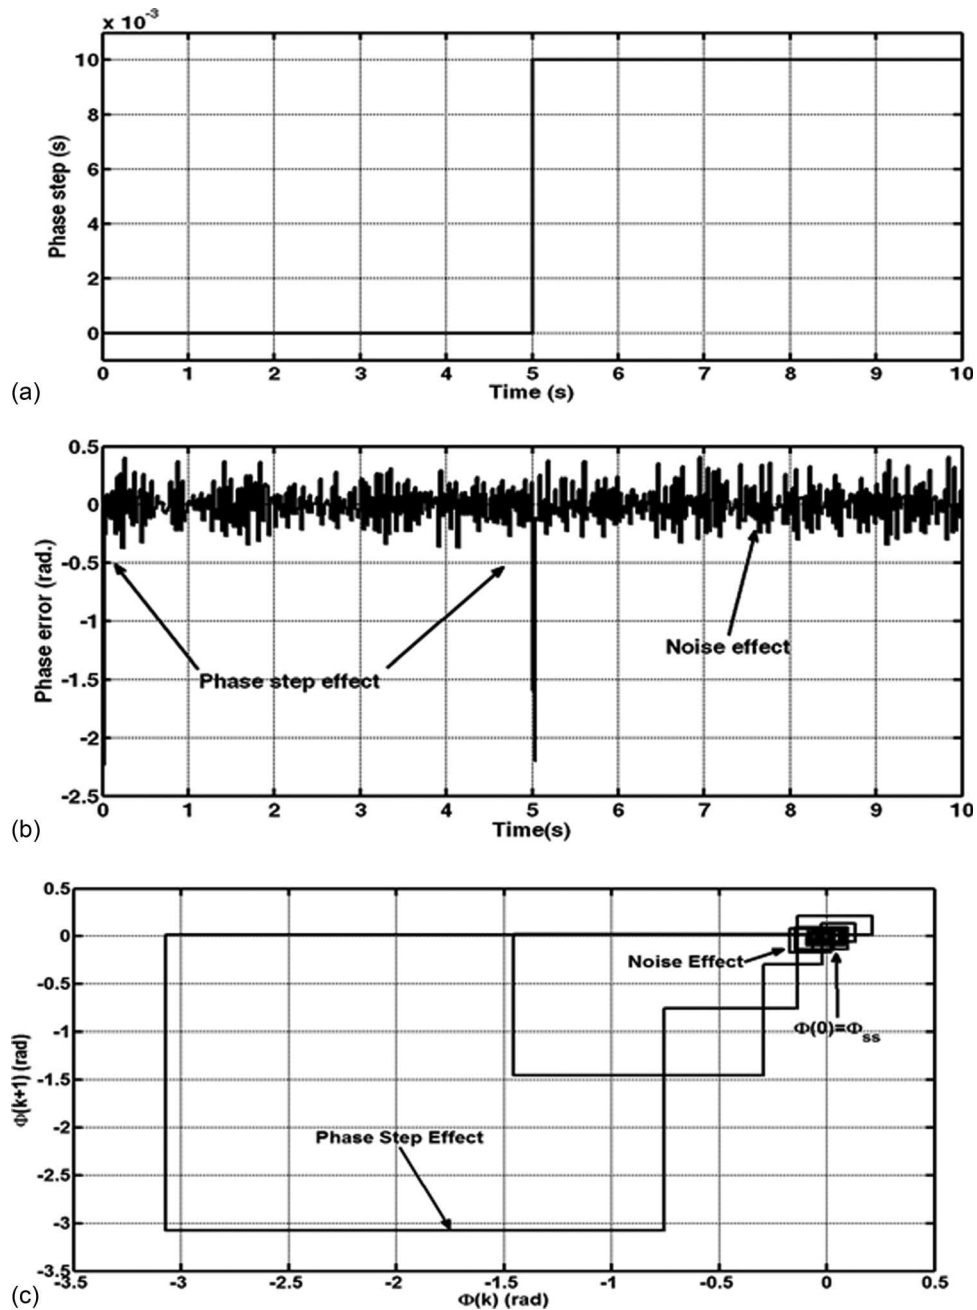 x 10⁻³
10
8
6
4
2
0
Phase step (s)
0 1 2 3 4 5 6 7 8 9 10
Time (s)
(a)
0.5
0
-0.5
-1
-1.5
-2
-2.5
Phase error (rad.)
Phase step effect
Noise effect
0 1 2 3 4 5 6 7 8 9 10
Time(s)
(b)
0.5
0
-0.5
-1
-1.5
-2
-2.5
-3
-3.5
Φ(k+1) (rad)
Noise Effect
Φ(0)=Φss
Phase Step Effect
-3.5 -3 -2.5 -2 -1.5 -1 -0.5 0 0.5
Φ(k) (rad)
(c)